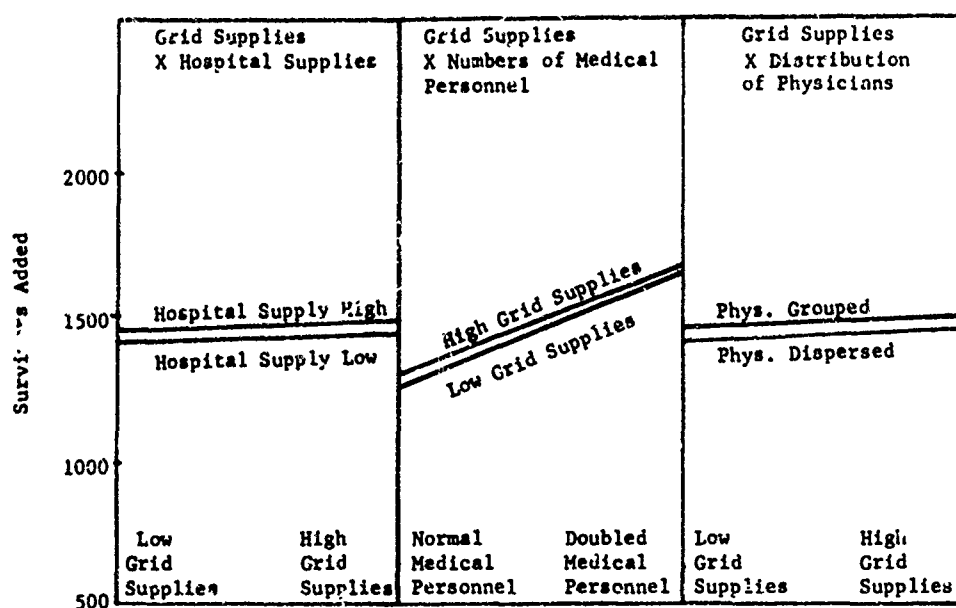 Grid Supplies
X Hospital Supplies
Grid Supplies
X Numbers of Medical
Personnel
Grid Supplies
X Distribution
of Physicians
2000
1500
1000
500
Added
Hospital Supply High
Hospital Supply Low
High Grid Supplies
Low Grid Supplies
Phys. Grouped
Phys. Dispersed
Low
Grid
Supplies
High
Grid
Supplies
Normal
Medical
Personnel
Doubled
Medical
Personnel
Low
Grid
Supplies
High
Grid
Supplies